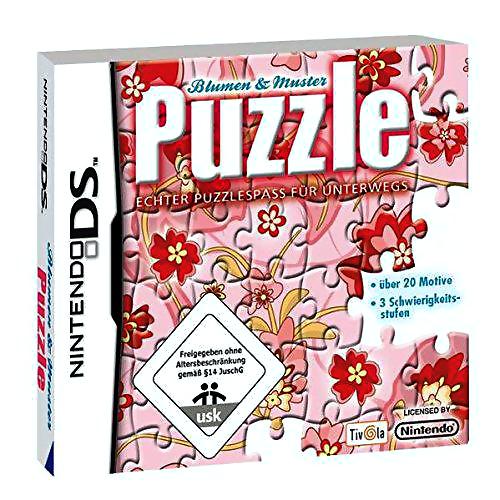 Blumen & Muster
Puzzle
ECHTER PUZZLESPASS FÜR UNTERWEGS
• über 20 Motive
• 3 Schwierigkeits-
stufen
Freigegeben ohne
Altersbeschränkung
gemäß §14 JuSchG
usk
Tivola
LICENSED BY
Nintendo
NINTENDO DS™
NINTENDO DS
Blumen & Muster
Puzzle